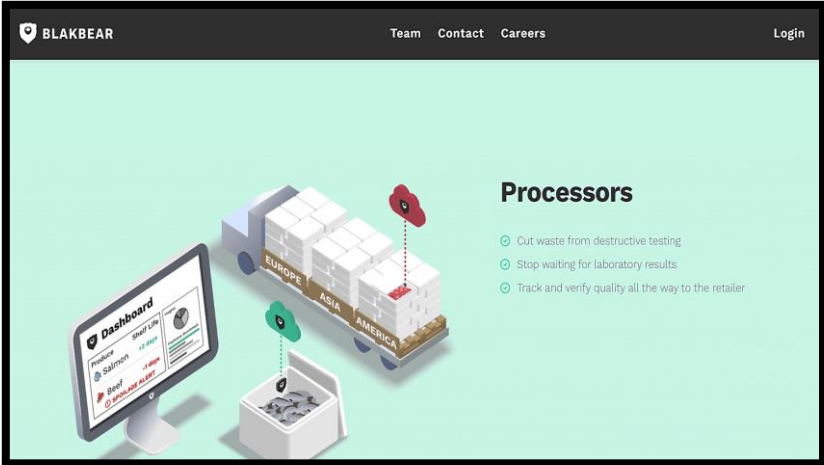 BLAKBEAR
Team Contact Careers
Login
Processors
Cut waste from destructive testing
Stop waiting for laboratory results
Track and verify quality all the way to the retailer
EUROPE
ASIA
AMERICA
Dashboard
Produce Shelf Life
Salmon +2 days
Beef -1 days
SPOILAGE ALERT